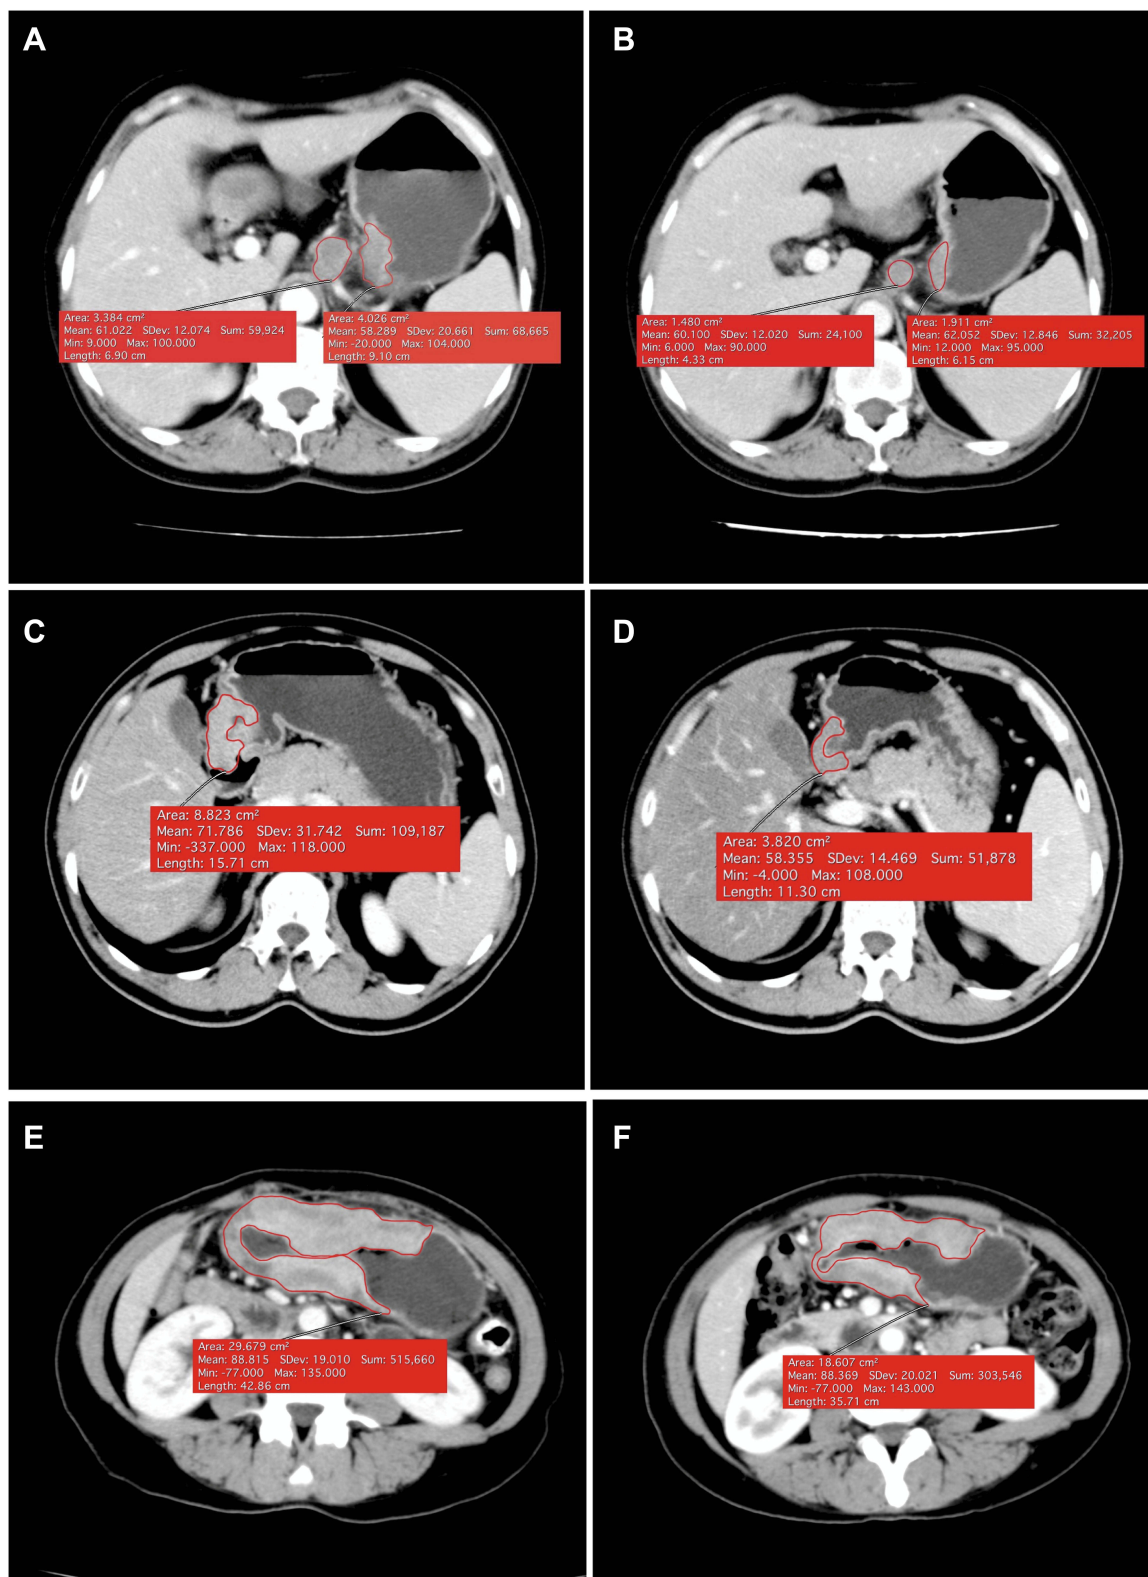 A
Area: 3.384 cm²
Mean: 61.022 SDev: 12.074 Sum: 59,924
Min: 9.000 Max: 100.000
Length: 6.90 cm
Area: 4.026 cm²
Mean: 58.289 SDev: 20.661 Sum: 68,665
Min: -20.000 Max: 104.000
Length: 9.10 cm
B
Area: 1.480 cm²
Mean: 60.100 SDev: 12.020 Sum: 24,100
Min: 6.000 Max: 90.000
Length: 4.33 cm
Area: 1.911 cm²
Mean: 62.052 SDev: 12.846 Sum: 32,205
Min: 12.000 Max: 95.000
Length: 6.15 cm
C
Area: 8.823 cm²
Mean: 71.786 SDev: 31.742 Sum: 109,187
Min: -337.000 Max: 118.000
Length: 15.71 cm
D
Area: 3.820 cm²
Mean: 58.355 SDev: 14.469 Sum: 51,878
Min: -4.000 Max: 108.000
Length: 11.30 cm
E
Area: 29.679 cm²
Mean: 88.815 SDev: 19.010 Sum: 515,660
Min: -77.000 Max: 135.000
Length: 42.86 cm
F
Area: 18.607 cm²
Mean: 88.369 SDev: 20.021 Sum: 303,546
Min: -77.000 Max: 143.000
Length: 35.71 cm